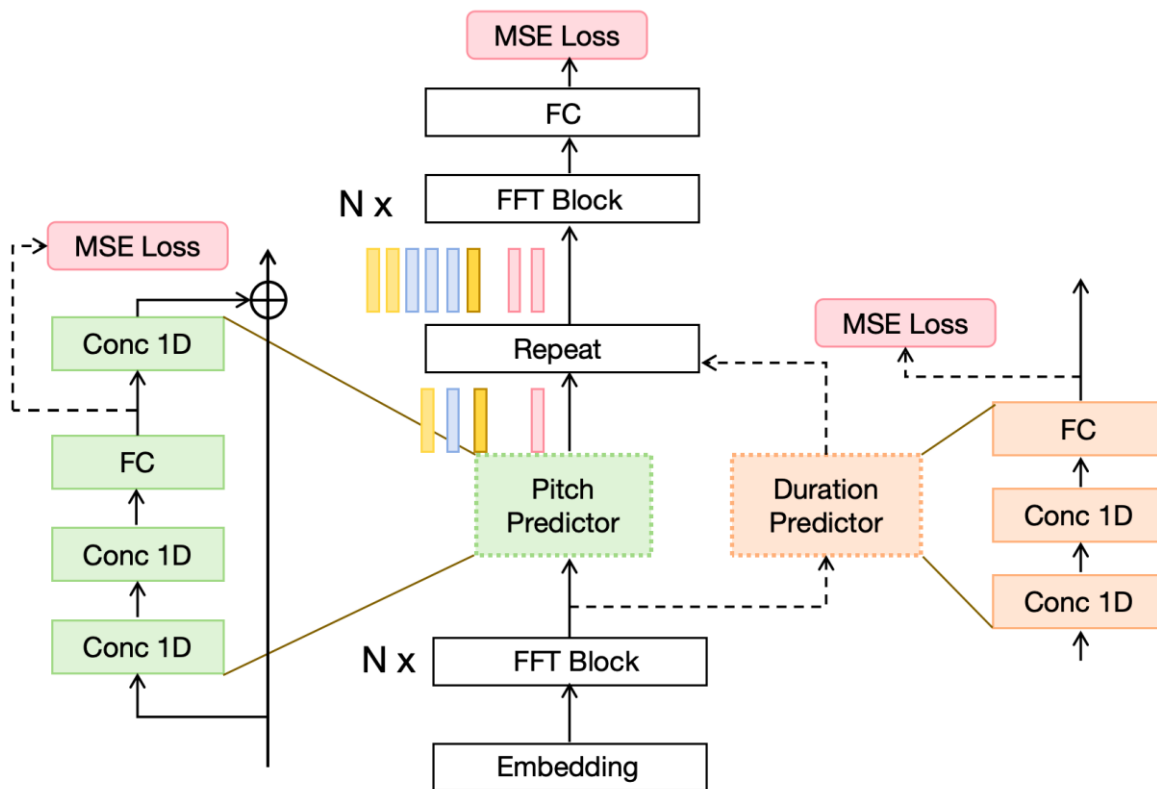 MSE Loss
FC
N x
FFT Block
MSE Loss
Conc 1D
FC
Conc 1D
Conc 1D
Repeat
Pitch
Predictor
N x
FFT Block
Embedding
Duration
Predictor
MSE Loss
FC
Conc 1D
Conc 1D